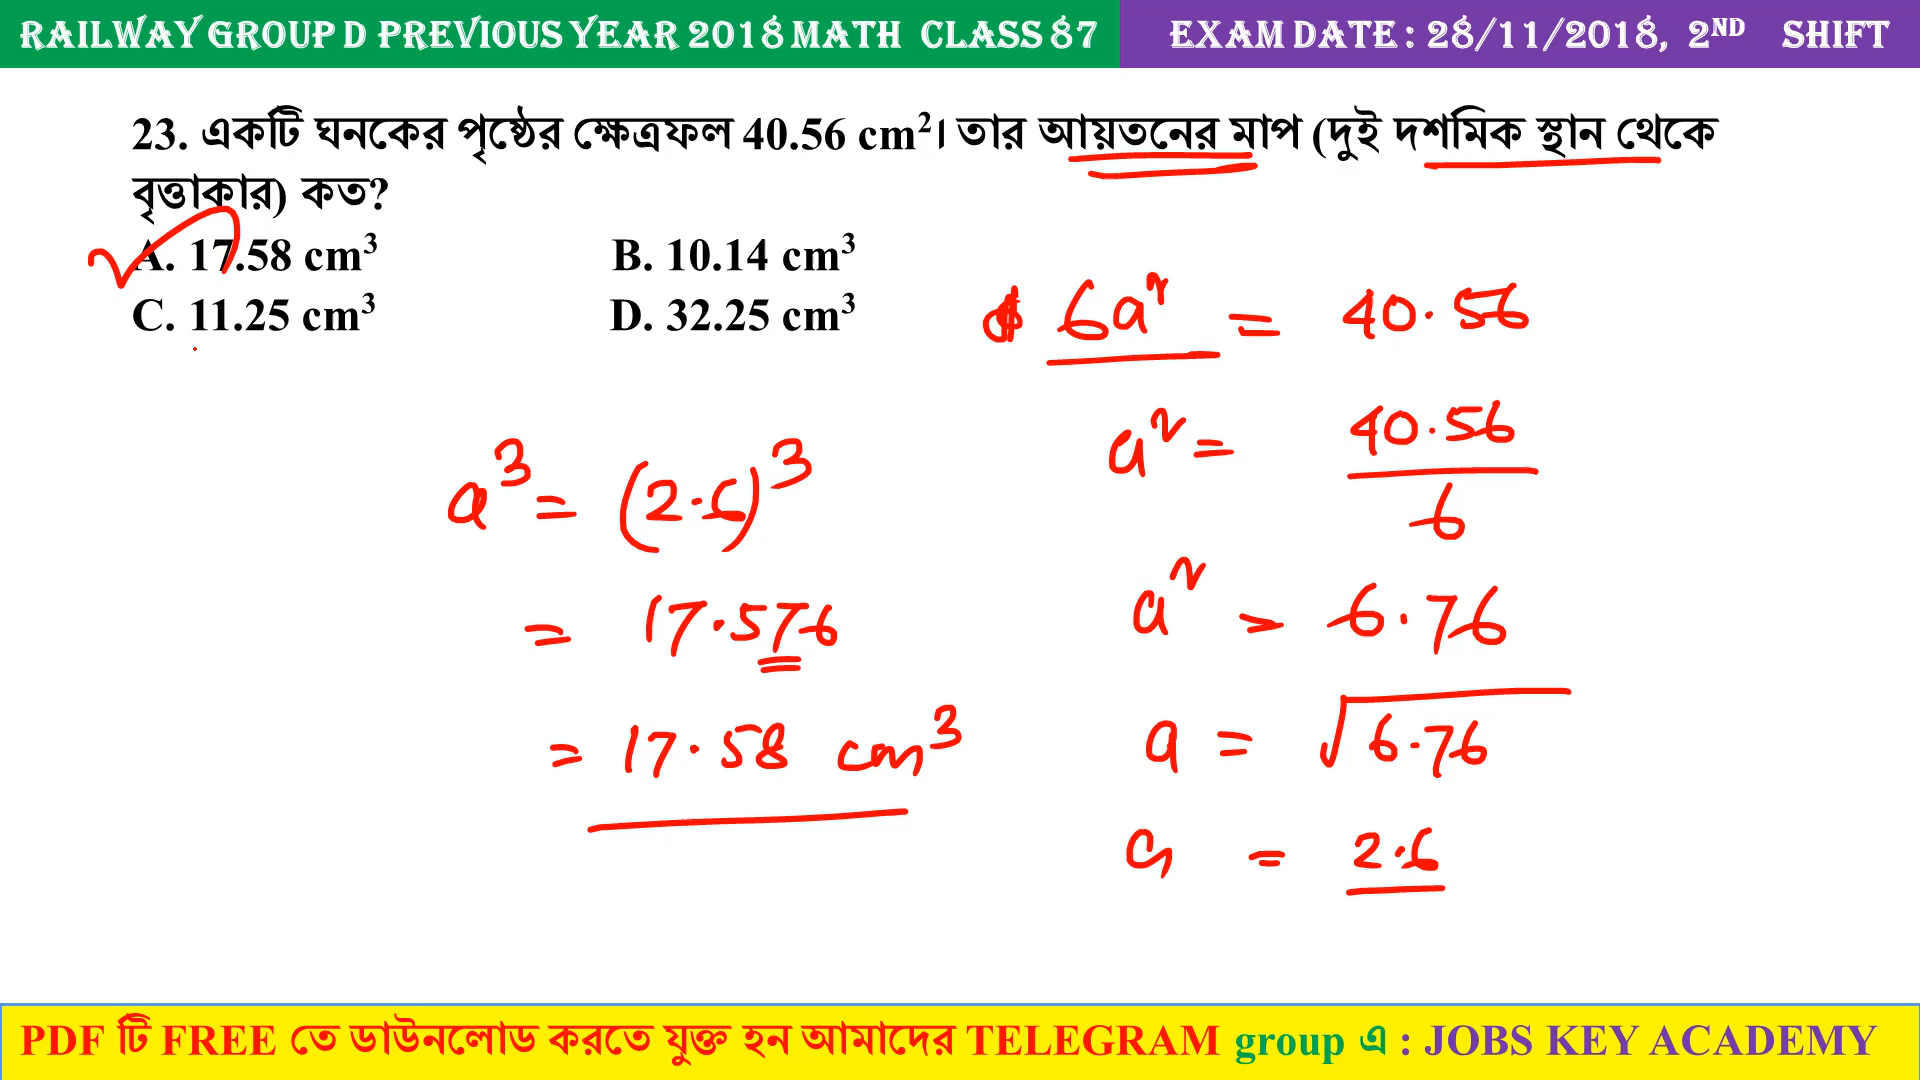 RAILWAY GROUP D PREVIOUS YEAR 2018 MATH CLASS 87
EXAM DATE : 28/11/2018, 2ND SHIFT
23. একটি ঘনকের পৃষ্ঠের ক্ষেত্রফল 40.56 cm²। তার আয়তনের মাপ (দুই দশমিক স্থান থেকে
বৃত্তাকার) কত?
A. 17.58 cm³ B. 10.14 cm³
C. 11.25 cm³ D. 32.25 cm³
6a² = 40.56
a² = 40.56/6
a² = 6.76
a = √6.76
a = 2.6
a³ = (2.6)³
= 17.576
= 17.58 cm³
PDF টি FREE তে ডাউনলোড করতে যুক্ত হন আমাদের TELEGRAM group এ : JOBS KEY ACADEMY